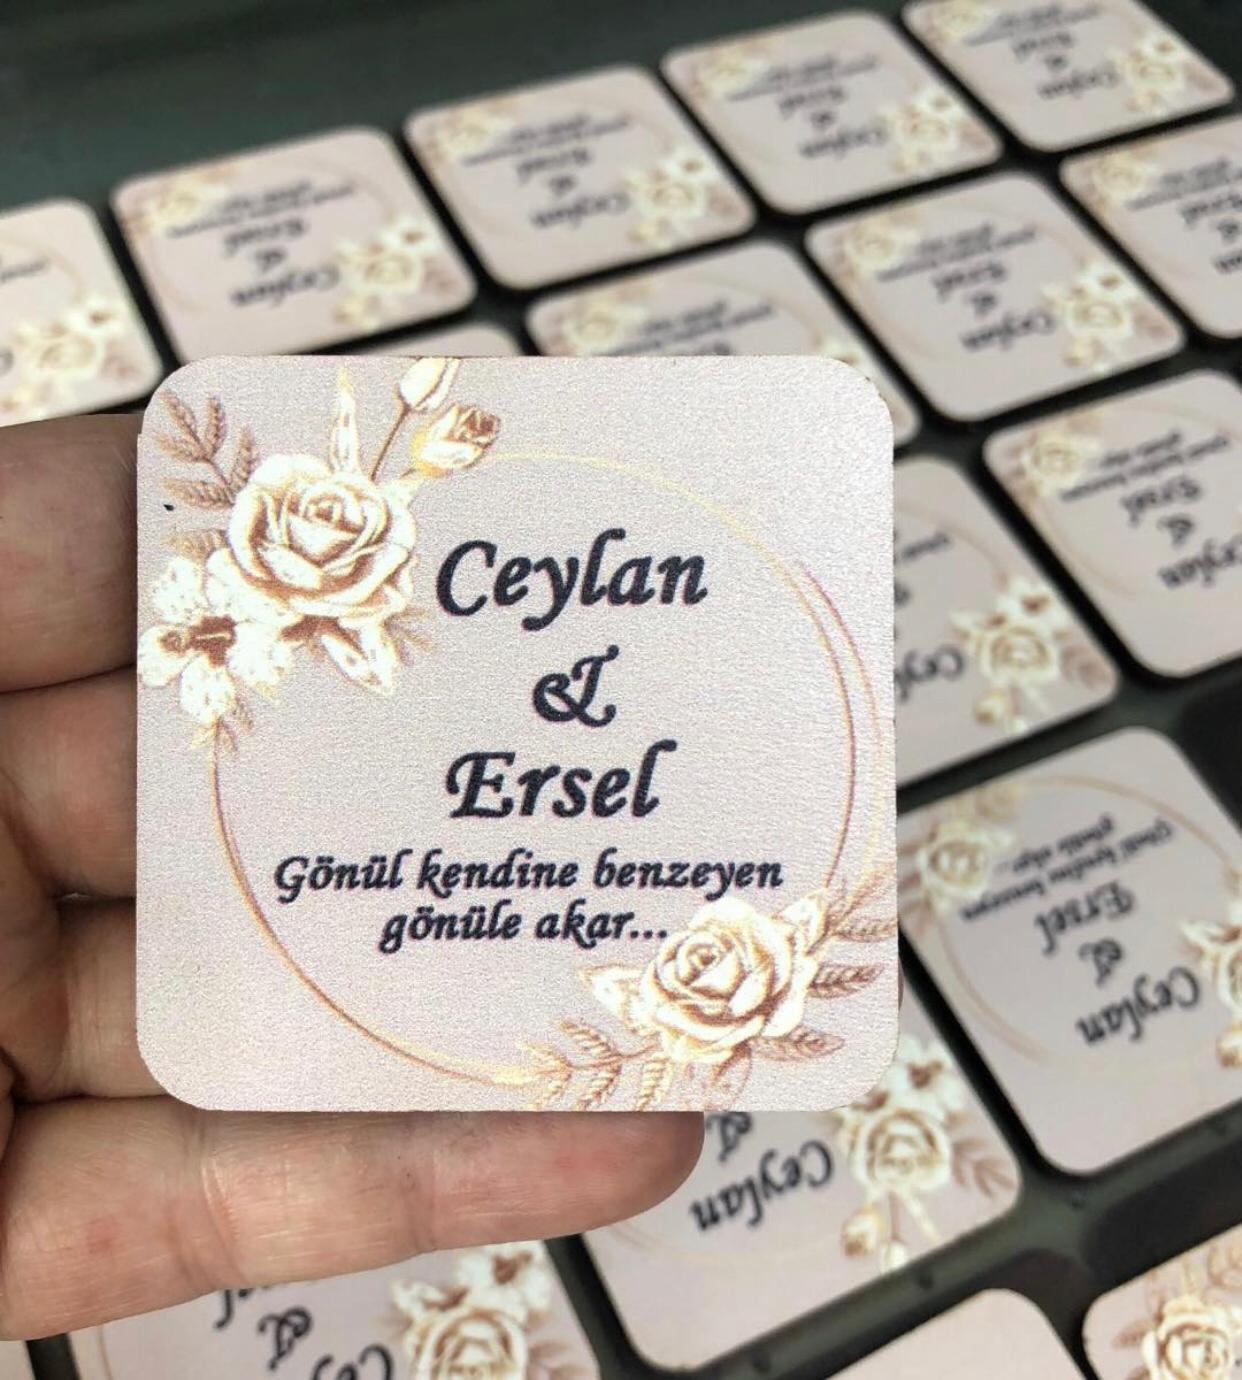 Ceylan
&
Ersel
Gönül kendine benzeyen
gönüle akar...